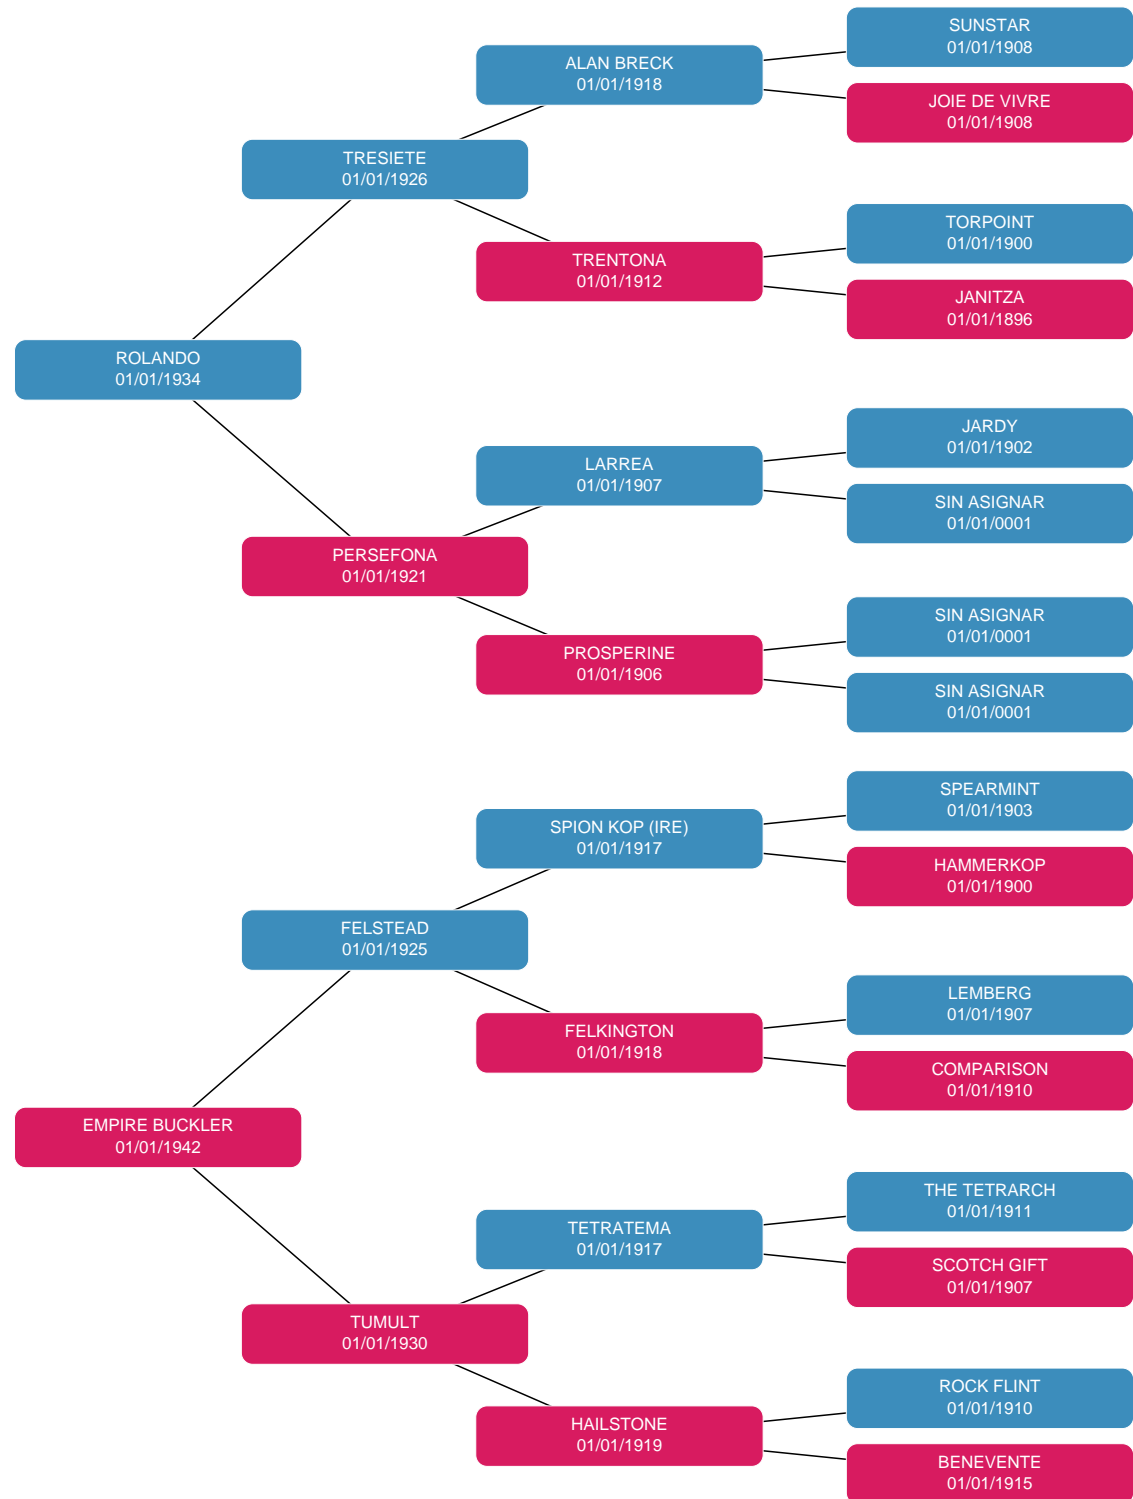 SUNSTAR
01/01/1908
ALAN BRECK
01/01/1918
JOIE DE VIVRE
01/01/1908
TRESIETE
01/01/1926
TORPOINT
01/01/1900
TRENTONA
01/01/1912
JANITZA
01/01/1896
ROLANDO
01/01/1934
JARDY
01/01/1902
LARREA
01/01/1907
SIN ASIGNAR
01/01/0001
PERSEFONA
01/01/1921
SIN ASIGNAR
01/01/0001
PROSPERINE
01/01/1906
SIN ASIGNAR
01/01/0001
SPEARMINT
01/01/1903
SPION KOP (IRE)
01/01/1917
HAMMERKOP
01/01/1900
FELSTEAD
01/01/1925
LEMBERG
01/01/1907
FELKINGTON
01/01/1918
COMPARISON
01/01/1910
EMPIRE BUCKLER
01/01/1942
THE TETRARCH
01/01/1911
TETRATEMA
01/01/1917
SCOTCH GIFT
01/01/1907
TUMULT
01/01/1930
ROCK FLINT
01/01/1910
HAILSTONE
01/01/1919
BENEVENTE
01/01/1915